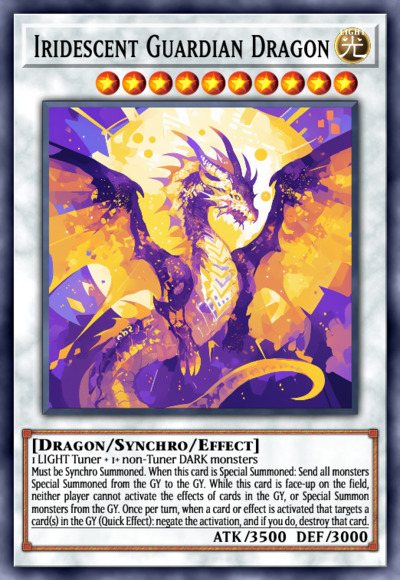 IRIDESCENT GUARDIAN DRAGON
LIGHT
光
[DRAGON/SYNCHRO/EFFECT]
1 LIGHT Tuner + 1+ non-Tuner DARK monsters
Must be Synchro Summoned. When this card is Special Summoned: Send all monsters
Special Summoned from the GY to the GY. While this card is face-up on the field,
neither player cannot activate the effects of cards in the GY, or Special Summon
monsters from the GY. Once per turn, when a card or effect is activated that targets a
card(s) in the GY (Quick Effect): negate the activation, and if you do, destroy that card.
ATK/3500 DEF/3000